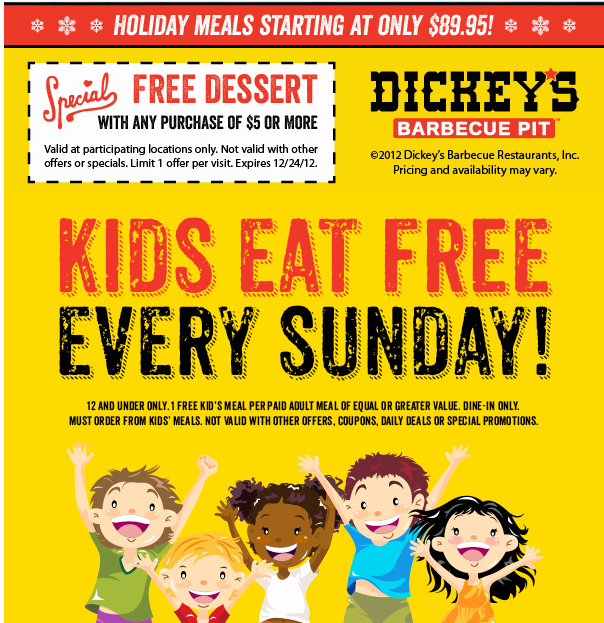 HOLIDAY MEALS STARTING AT ONLY $89.95!
Special FREE DESSERT
WITH ANY PURCHASE OF $5 OR MORE
Valid at participating locations only. Not valid with other
offers or specials. Limit 1 offer per visit. Expires 12/24/12.
DICKEY'S
BARBECUE PIT™
©2012 Dickey's Barbecue Restaurants, Inc.
Pricing and availability may vary.
KIDS EAT FREE
EVERY SUNDAY!
12 AND UNDER ONLY. 1 FREE KID'S MEAL PER PAID ADULT MEAL OF EQUAL OR GREATER VALUE. DINE-IN ONLY.
MUST ORDER FROM KIDS' MEALS. NOT VALID WITH OTHER OFFERS, COUPONS, DAILY DEALS OR SPECIAL PROMOTIONS.